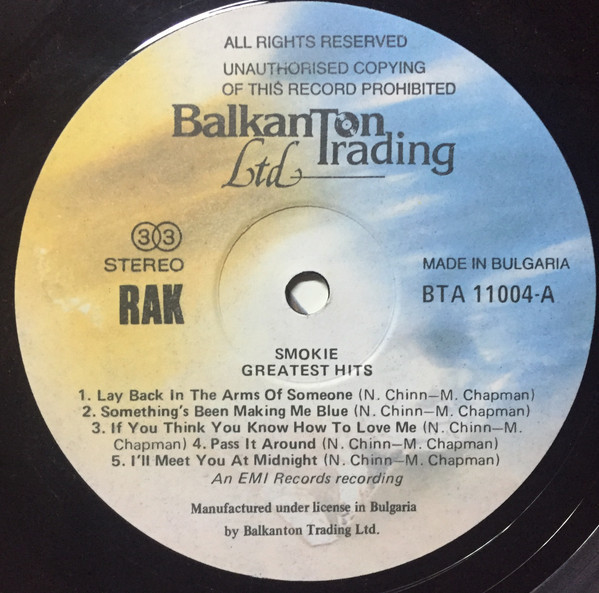 ALL RIGHTS RESERVED
UNAUTHORISED COPYING
OF THIS RECORD PROHIBITED
BalkanTon
Trading
Ltd
33
STEREO
RAK
MADE IN BULGARIA
BTA 11004-A
SMOKIE
GREATEST HITS
1. Lay Back In The Arms Of Someone (N. Chinn—M. Chapman)
2. Something's Been Making Me Blue (N. Chinn—M. Chapman)
3. If You Think You Know How To Love Me (N. Chinn—M.
Chapman) 4. Pass It Around (N. Chinn—M. Chapman)
5. I'll Meet You At Midnight (N. Chinn—M. Chapman)
An EMI Records recording
Manufactured under license in Bulgaria
by Balkanton Trading Ltd.